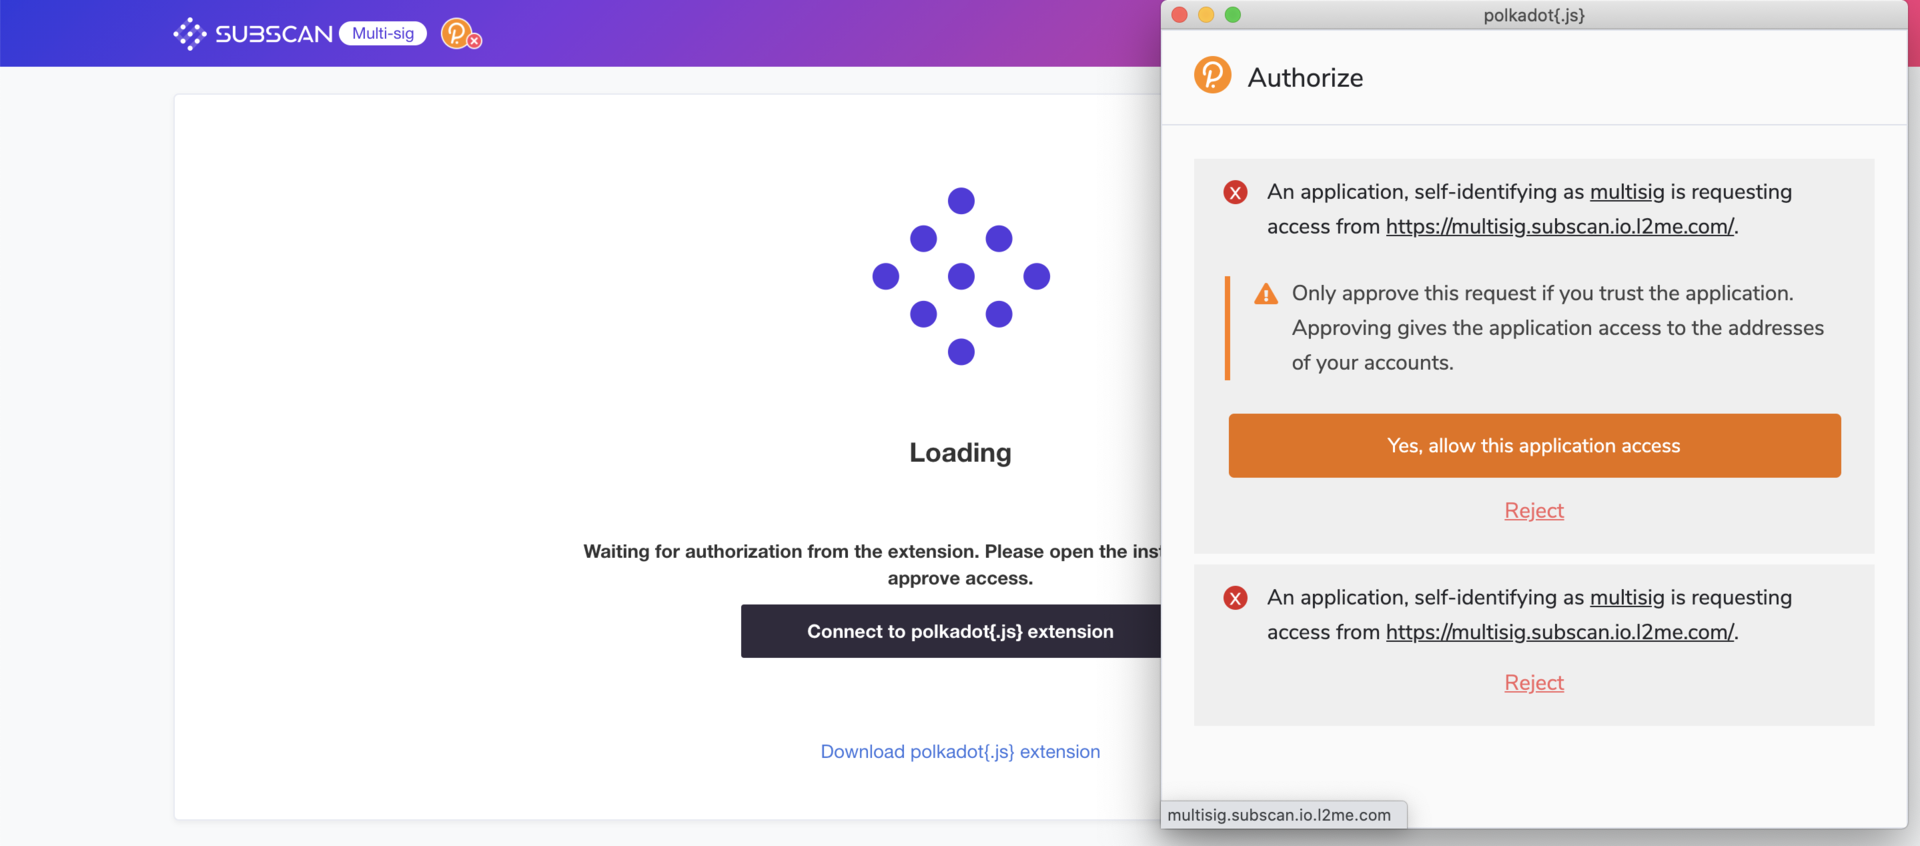 SUBSCAN Multi-sig
Loading
Waiting for authorization from the extension. Please open the inst
approve access.
Connect to polkadot{.js} extension
Download polkadot{.js} extension
polkadot{.js}
Authorize
An application, self-identifying as multisig is requesting
access from https://multisig.subscan.io.l2me.com/.
Only approve this request if you trust the application.
Approving gives the application access to the addresses
of your accounts.
Yes, allow this application access
Reject
An application, self-identifying as multisig is requesting
access from https://multisig.subscan.io.l2me.com/.
Reject
multisig.subscan.io.l2me.com